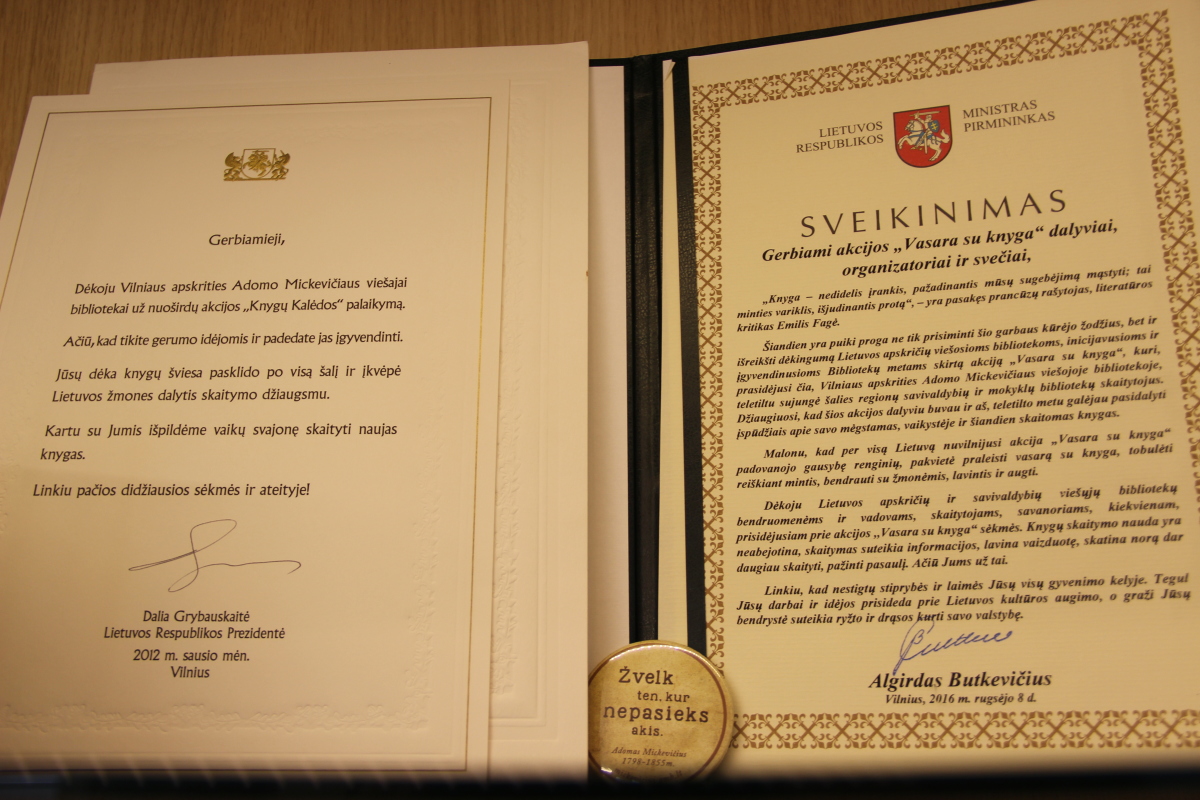 Gerbiamieji,
Dėkoju Vilniaus apskrities Adomo Mickevičiaus viešajai
bibliotekai už nuoširdų akcijos „Knygų Kalėdos“ palaikymą.
Ačiū, kad tikite gerumo idėjomis ir padedate jas įgyvendinti.
Jūsų dėka knygų šviesa pasklido po visą šalį ir įkvėpė
Lietuvos žmones dalytis skaitymo džiaugsmu.
Kartu su Jumis išpildėme vaikų svajonę skaityti naujas
knygas.
Linkiu pačios didžiausios sėkmės ir ateityje!
Dalia Grybauskaitė
Lietuvos Respublikos Prezidentė
2012 m. sausio mėn.
Vilnius
LIETUVOS
RESPUBLIKOS
MINISTRAS
PIRMININKAS
SVEIKINIMAS
Gerbiami akcijos „Vasara su knyga“ dalyviai,
organizatoriai ir svečiai,
„Knyga – nedidelis įrankis, pažadinantis mūsų sugebėjimą mąstyti; tai
minties variklis, išjudinantis protą“, – yra pasakęs prancūzų rašytojas, literatūros
kritikas Emilis Fagė.
Šiandien yra puiki proga ne tik prisiminti šio garbaus kūrėjo žodžius, bet ir
išreikšti dėkingumą Lietuvos apskričių viešosioms bibliotekoms, inicijavusioms ir
įgyvendinusioms Bibliotekų metams skirtą akciją „Vasara su knyga“, kuri,
prasidėjusi čia, Vilniaus apskrities Adomo Mickevičiaus viešojoje bibliotekoje,
teletiltu sujungė šalies regionų savivaldybių ir mokyklų bibliotekų skaitytojus.
Džiaugiuosi, kad šios akcijos dalyviu buvau ir aš, teletilto metu galėjau pasidalyti
įspūdžiais apie savo mėgstamas, vaikystėje ir šiandien skaitomas knygas.
Malonu, kad per visą Lietuvą nuvilnijusi akcija „Vasara su knyga“
padovanojo gausybę renginių, pakvietė praleisti vasarą su knyga, tobulėti
reiškiant mintis, bendrauti su žmonėmis, lavintis ir augti.
Dėkoju Lietuvos apskričių ir savivaldybių viešųjų bibliotekų
bendruomenėms ir vadovams, skaitytojams, savanoriams, kiekvienam,
prisidėjusiam prie akcijos „Vasara su knyga“ sėkmės. Knygų skaitymo nauda yra
neabejotina, skaitymas suteikia informacijos, lavina vaizduotę, skatina norą dar
daugiau skaityti, pažinti pasaulį. Ačiū Jums už tai.
Linkiu, kad nestigtų stiprybės ir laimės Jūsų visų gyvenimo kelyje. Tegul
Jūsų darbai ir idėjos prisideda prie Lietuvos kultūros augimo, o graži Jūsų
bendrystė suteikia ryžto ir drąsos kurti savo valstybę.
Algirdas Butkevičius
Vilnius, 2016 m. rugsėjo 8 d.
Žvelk
ten, kur
nepasieks
akis.
Adomas Mickevičius
1798-1855m.